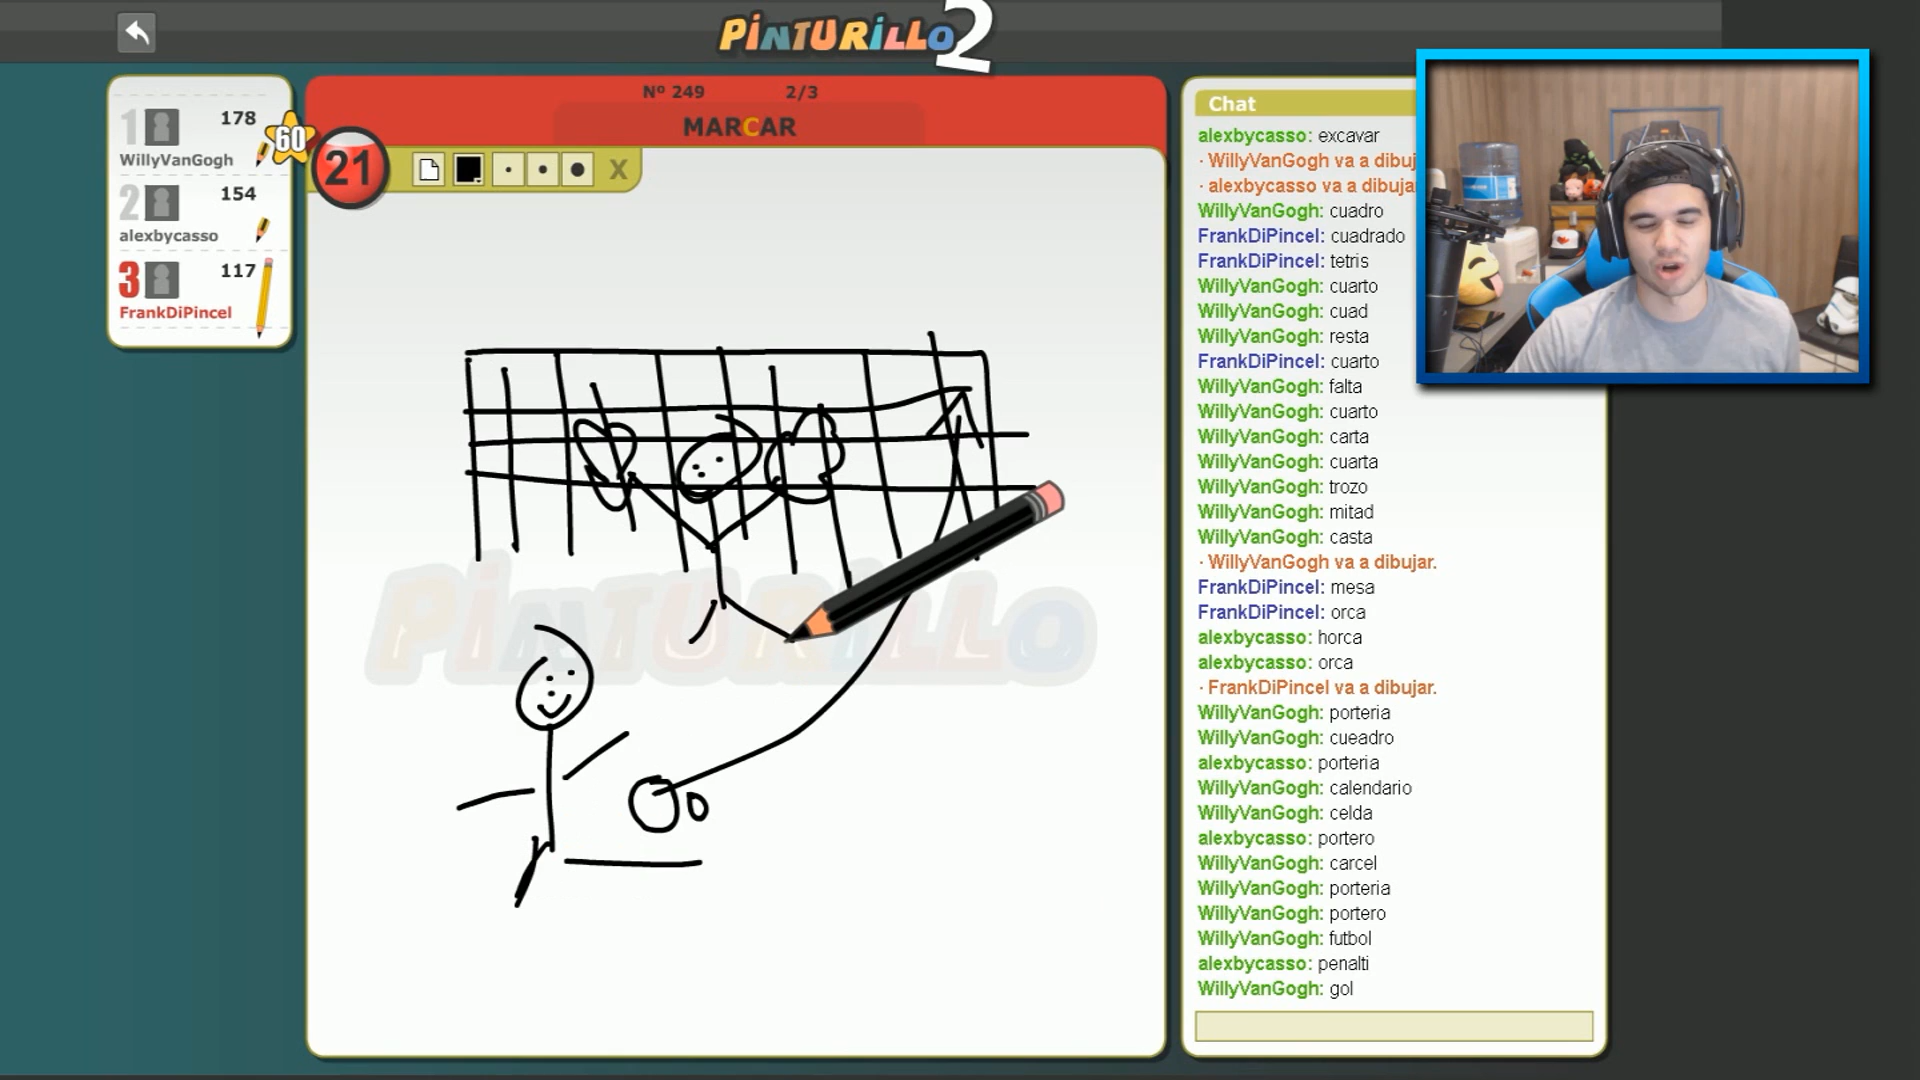 PINTURILLO 2
1 178
WillyVanGogh
60
2 154
alexbycasso
3 117
FrankDiPincel
Nº 249 2/3
MARCAR
21
X
PINTURILLO
Chat
alexbycasso: excavar
· WillyVanGogh va a dibuj
· alexbycasso va a dibuja
WillyVanGogh: cuadro
FrankDiPincel: cuadrado
FrankDiPincel: tetris
WillyVanGogh: cuarto
WillyVanGogh: cuad
WillyVanGogh: resta
FrankDiPincel: cuarto
WillyVanGogh: falta
WillyVanGogh: cuarto
WillyVanGogh: carta
WillyVanGogh: cuarta
WillyVanGogh: trozo
WillyVanGogh: mitad
WillyVanGogh: casta
· WillyVanGogh va a dibujar.
FrankDiPincel: mesa
FrankDiPincel: orca
alexbycasso: horca
alexbycasso: orca
· FrankDiPincel va a dibujar.
WillyVanGogh: porteria
WillyVanGogh: cueadro
alexbycasso: porteria
WillyVanGogh: calendario
WillyVanGogh: celda
alexbycasso: portero
WillyVanGogh: carcel
WillyVanGogh: porteria
WillyVanGogh: portero
WillyVanGogh: futbol
alexbycasso: penalti
WillyVanGogh: gol